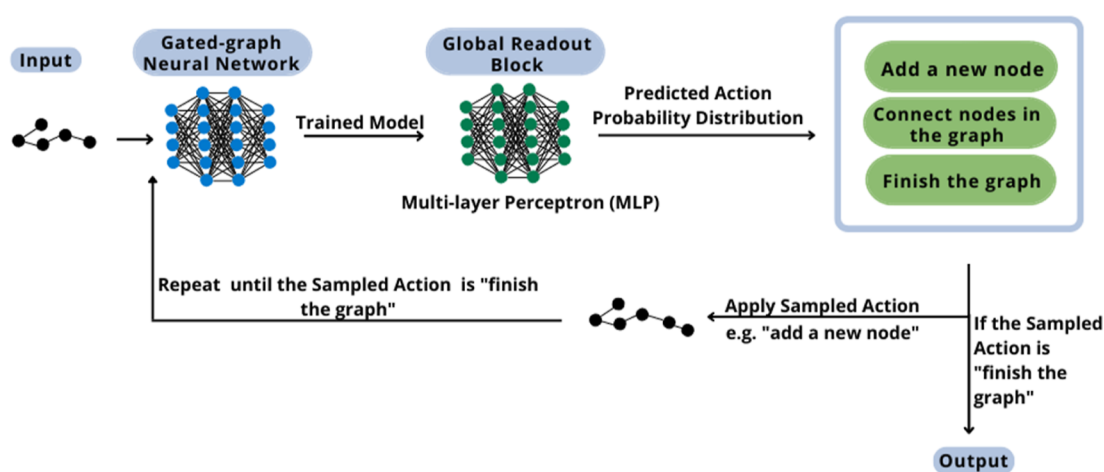 Input
Gated-graph
Neural Network
Trained Model
Global Readout
Block
Multi-layer Perceptron (MLP)
Predicted Action
Probability Distribution
Add a new node
Connect nodes in
the graph
Finish the graph
Repeat until the Sampled Action is "finish
the graph"
Apply Sampled Action
e.g. "add a new node"
If the Sampled
Action is
"finish the
graph"
Output